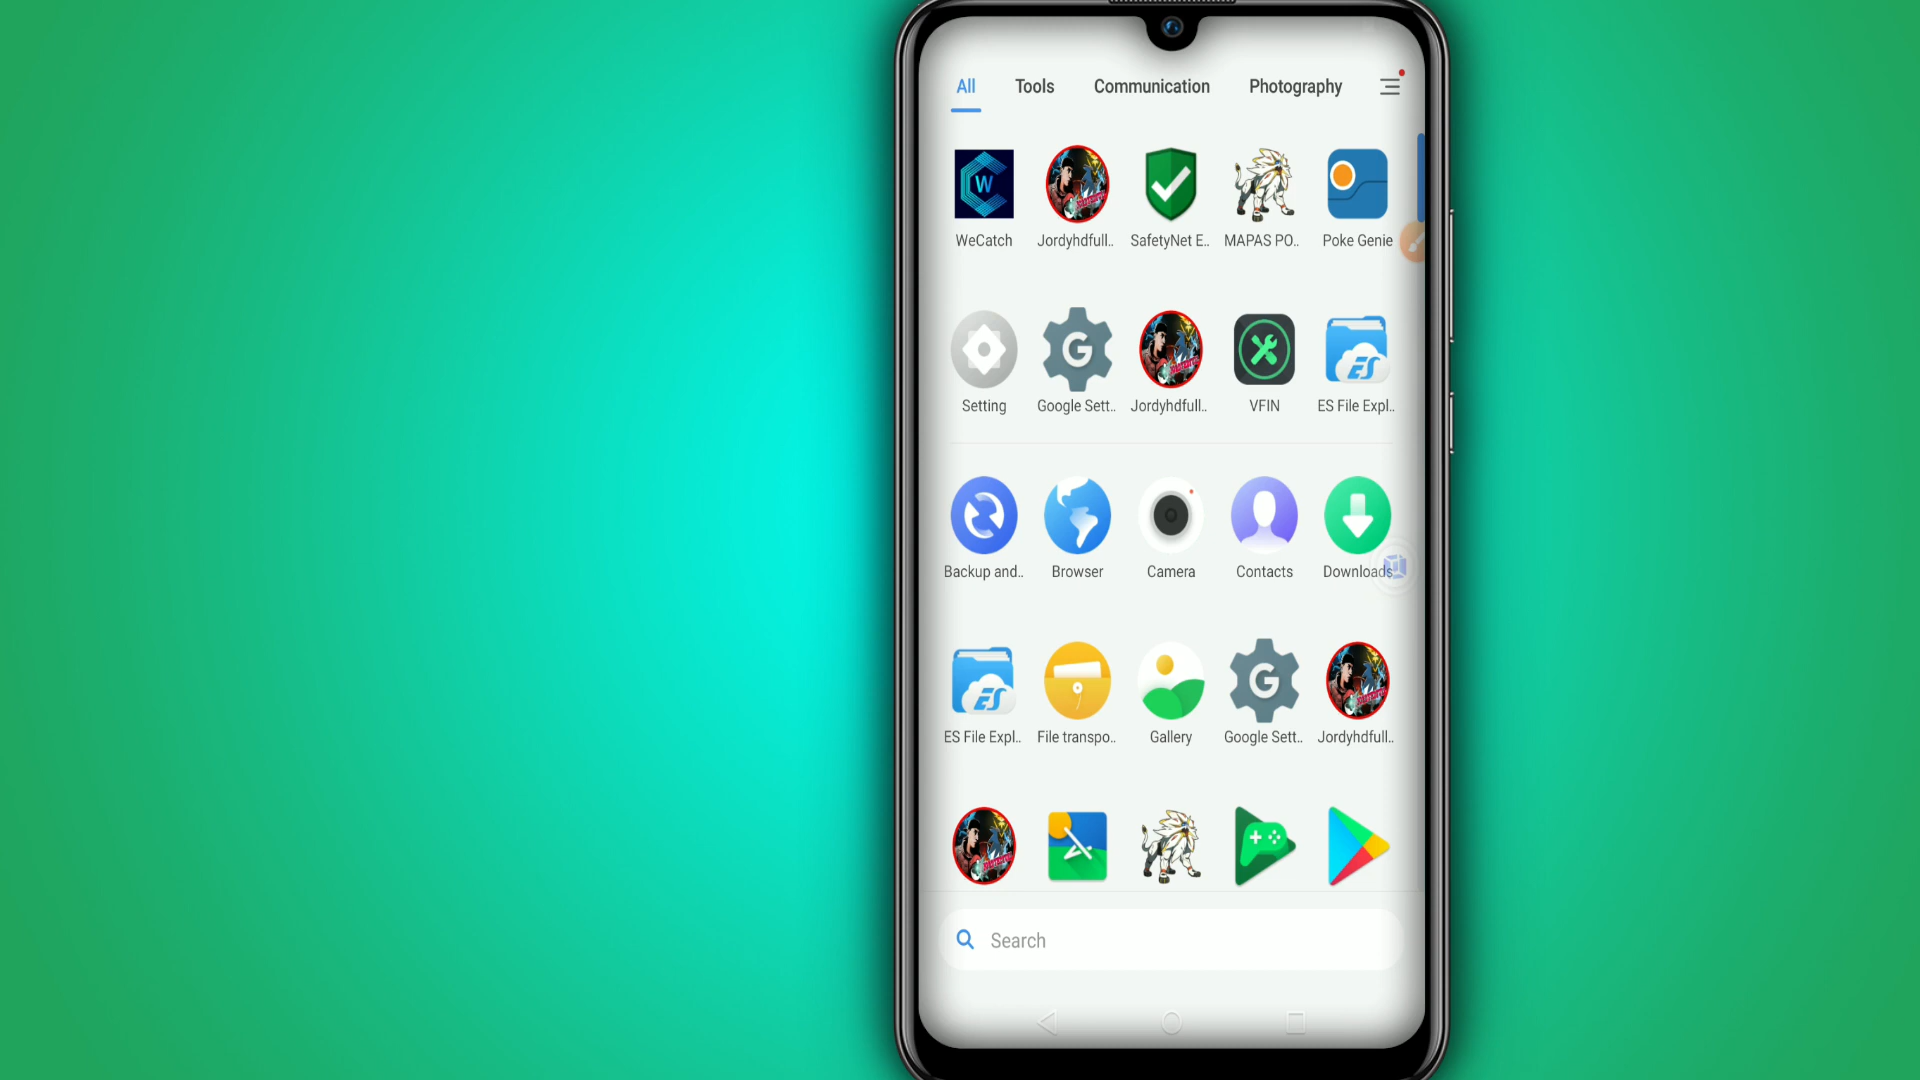 All Tools Communication Photography
WeCatch Jordyhdfull.. SafetyNet E.. MAPAS PO.. Poke Genie
Setting Google Sett.. Jordyhdfull.. VFIN ES File Expl..
Backup and.. Browser Camera Contacts Downloads
ES File Expl.. File transpo.. Gallery Google Sett.. Jordyhdfull..
Search